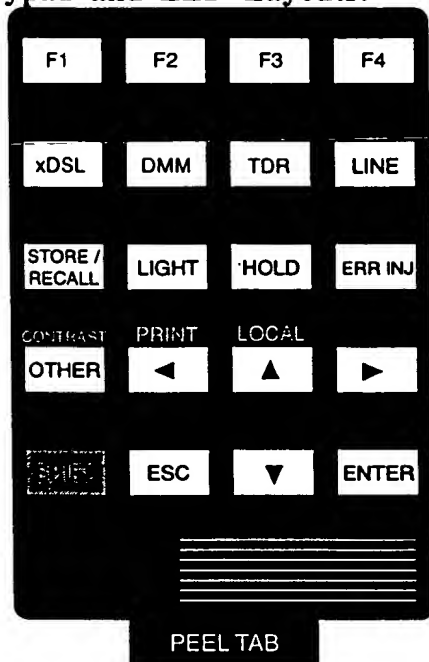 and
F1 F2 F3 F4
xDSL DMM TDR LINE
STORE / RECALL LIGHT HOLD ERR INJ
CONTRAST PRINT LOCAL
OTHER ◄ ▲ ►
ESC ▼ ENTER
PEEL TAB